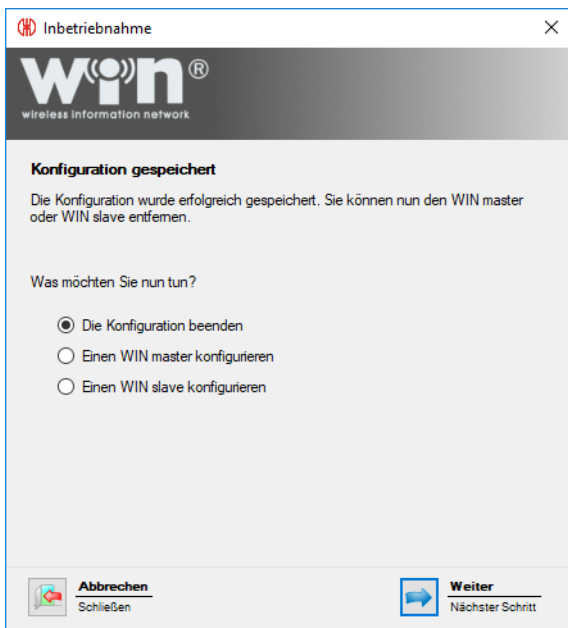 Inbetriebnahme
WIN®
wireless information network
Konfiguration gespeichert
Die Konfiguration wurde erfolgreich gespeichert. Sie können nun den WIN master
oder WIN slave entfernen.
Was möchten Sie nun tun?
Die Konfiguration beenden
Einen WIN master konfigurieren
Einen WIN slave konfigurieren
Abbrechen
Schließen
Weiter
Nächster Schritt